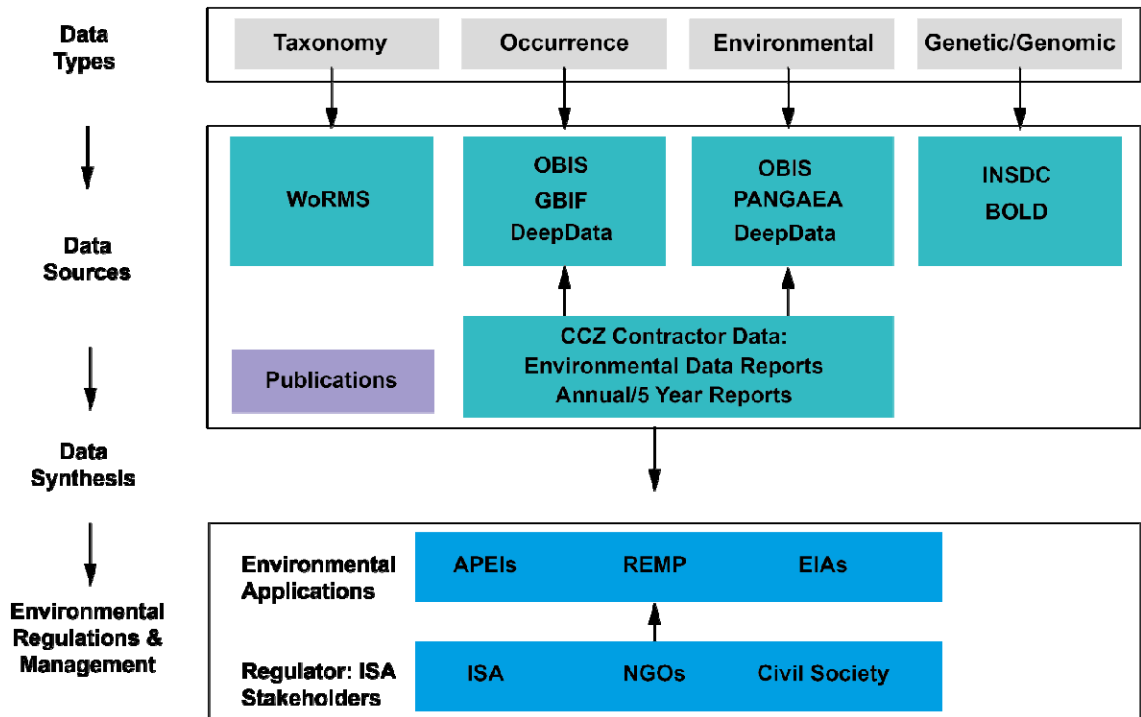 Data
Types
Taxonomy
Occurrence
Environmental
Genetic/Genomic
Data
Sources
WoRMS
OBIS
GBIF
DeepData
OBIS
PANGAEA
DeepData
INSDC
BOLD
Publications
CCZ Contractor Data:
Environmental Data Reports
Annual/5 Year Reports
Data
Synthesis
Environmental
Regulations &
Management
Environmental
Applications
APEIs
REMP
EIAs
Regulator: ISA
Stakeholders
ISA
NGOs
Civil Society